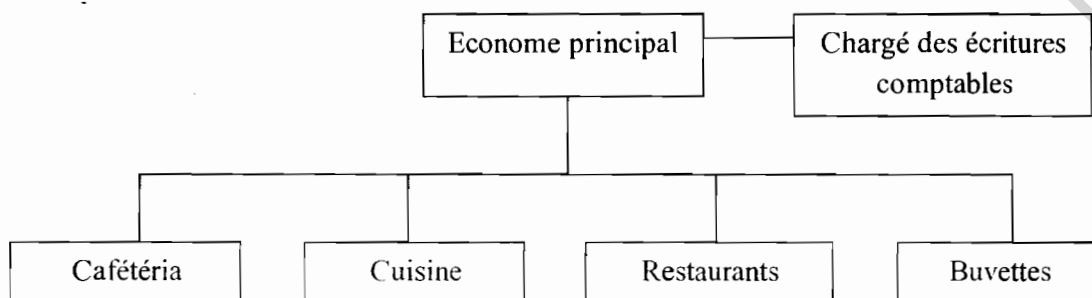 Econome principal
Chargé des écritures
comptables
Cafétéria
Cuisine
Restaurants
Buvettes